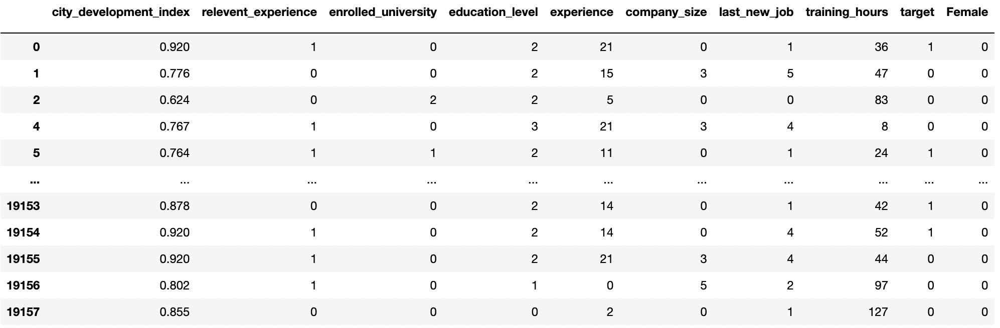 city_development_index relevent_experience enrolled_university education_level experience company_size last_new_job training_hours target Female
0 0.920 1 0 2 21 0 1 36 1 0
1 0.776 0 0 2 15 3 5 47 0 0
2 0.624 0 2 2 5 0 0 83 0 0
4 0.767 1 0 3 21 3 4 8 0 0
5 0.764 1 1 2 11 0 1 24 1 0
... ... ... ... ... ... ... ... ... ... ...
19153 0.878 0 0 2 14 0 1 42 1 0
19154 0.920 1 0 2 14 0 4 52 1 0
19155 0.920 1 0 2 21 3 4 44 0 0
19156 0.802 1 0 1 0 5 2 97 0 0
19157 0.855 0 0 0 2 0 1 127 0 0